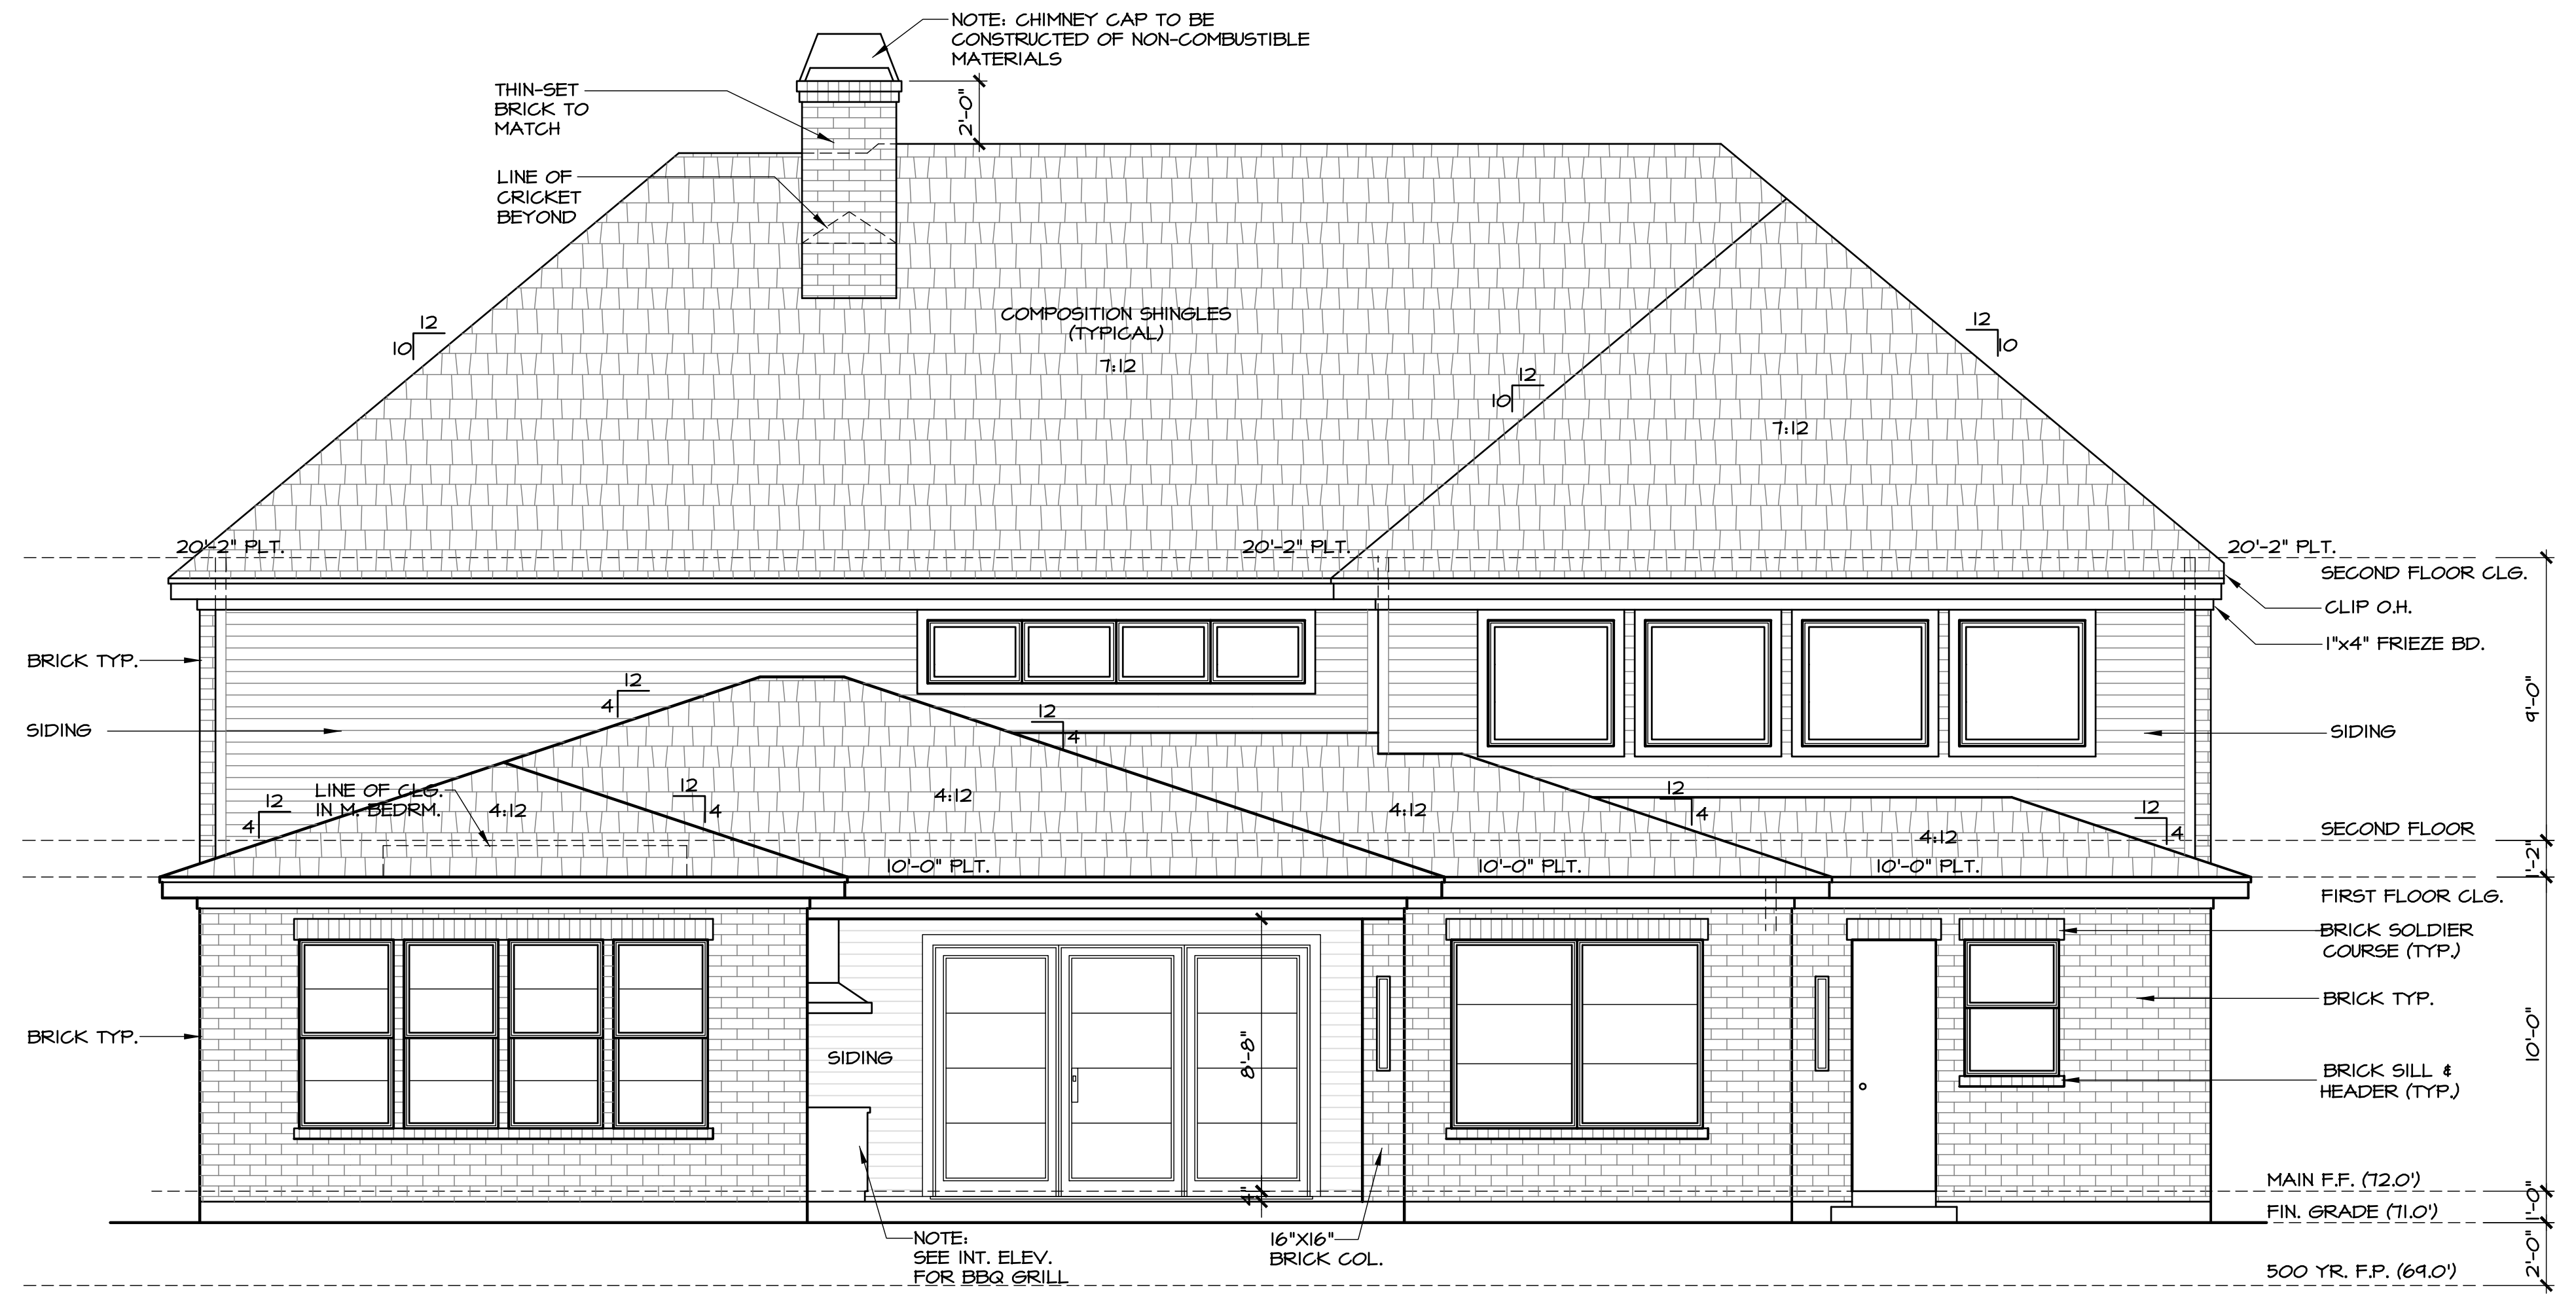 NOTE: CHIMNEY CAP TO BE
CONSTRUCTED OF NON-COMBUSTIBLE
MATERIALS
THIN-SET
BRICK TO
MATCH
2'-0"
LINE OF
CRICKET
BEYOND
COMPOSITION SHINGLES
(TYPICAL)
7:12
12
10
12
10
12
10
7:12
20'-2" PLT.
20'-2" PLT.
20'-2" PLT.
SECOND FLOOR CLG.
CLIP O.H.
1"x4" FRIEZE BD.
BRICK TYP.
SIDING
SIDING
9'-0"
12
4
12
4
12
4
12
4
12
4
12
4
LINE OF CLG.
IN M. BEDRM.
4:12
4:12
4:12
4:12
SECOND FLOOR
1'-2"
10'-0" PLT.
10'-0" PLT.
10'-0" PLT.
FIRST FLOOR CLG.
BRICK SOLDIER
COURSE (TYP.)
BRICK TYP.
BRICK TYP.
SIDING
8'-8"
10'-0"
BRICK SILL &
HEADER (TYP.)
4"
MAIN F.F. (72.0')
1'-0"
FIN. GRADE (71.0')
NOTE:
SEE INT. ELEV.
FOR BBQ GRILL
16"X16"
BRICK COL.
2'-0"
500 YR. F.P. (69.0')